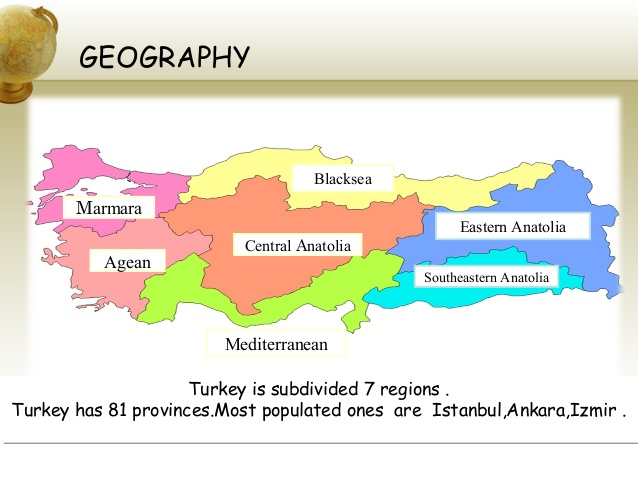 GEOGRAPHY
Blacksea
Marmara
Eastern Anatolia
Central Anatolia
Agean
Southeastern Anatolia
Mediterranean
Turkey is subdivided 7 regions .
Turkey has 81 provinces.Most populated ones are Istanbul,Ankara,Izmir .